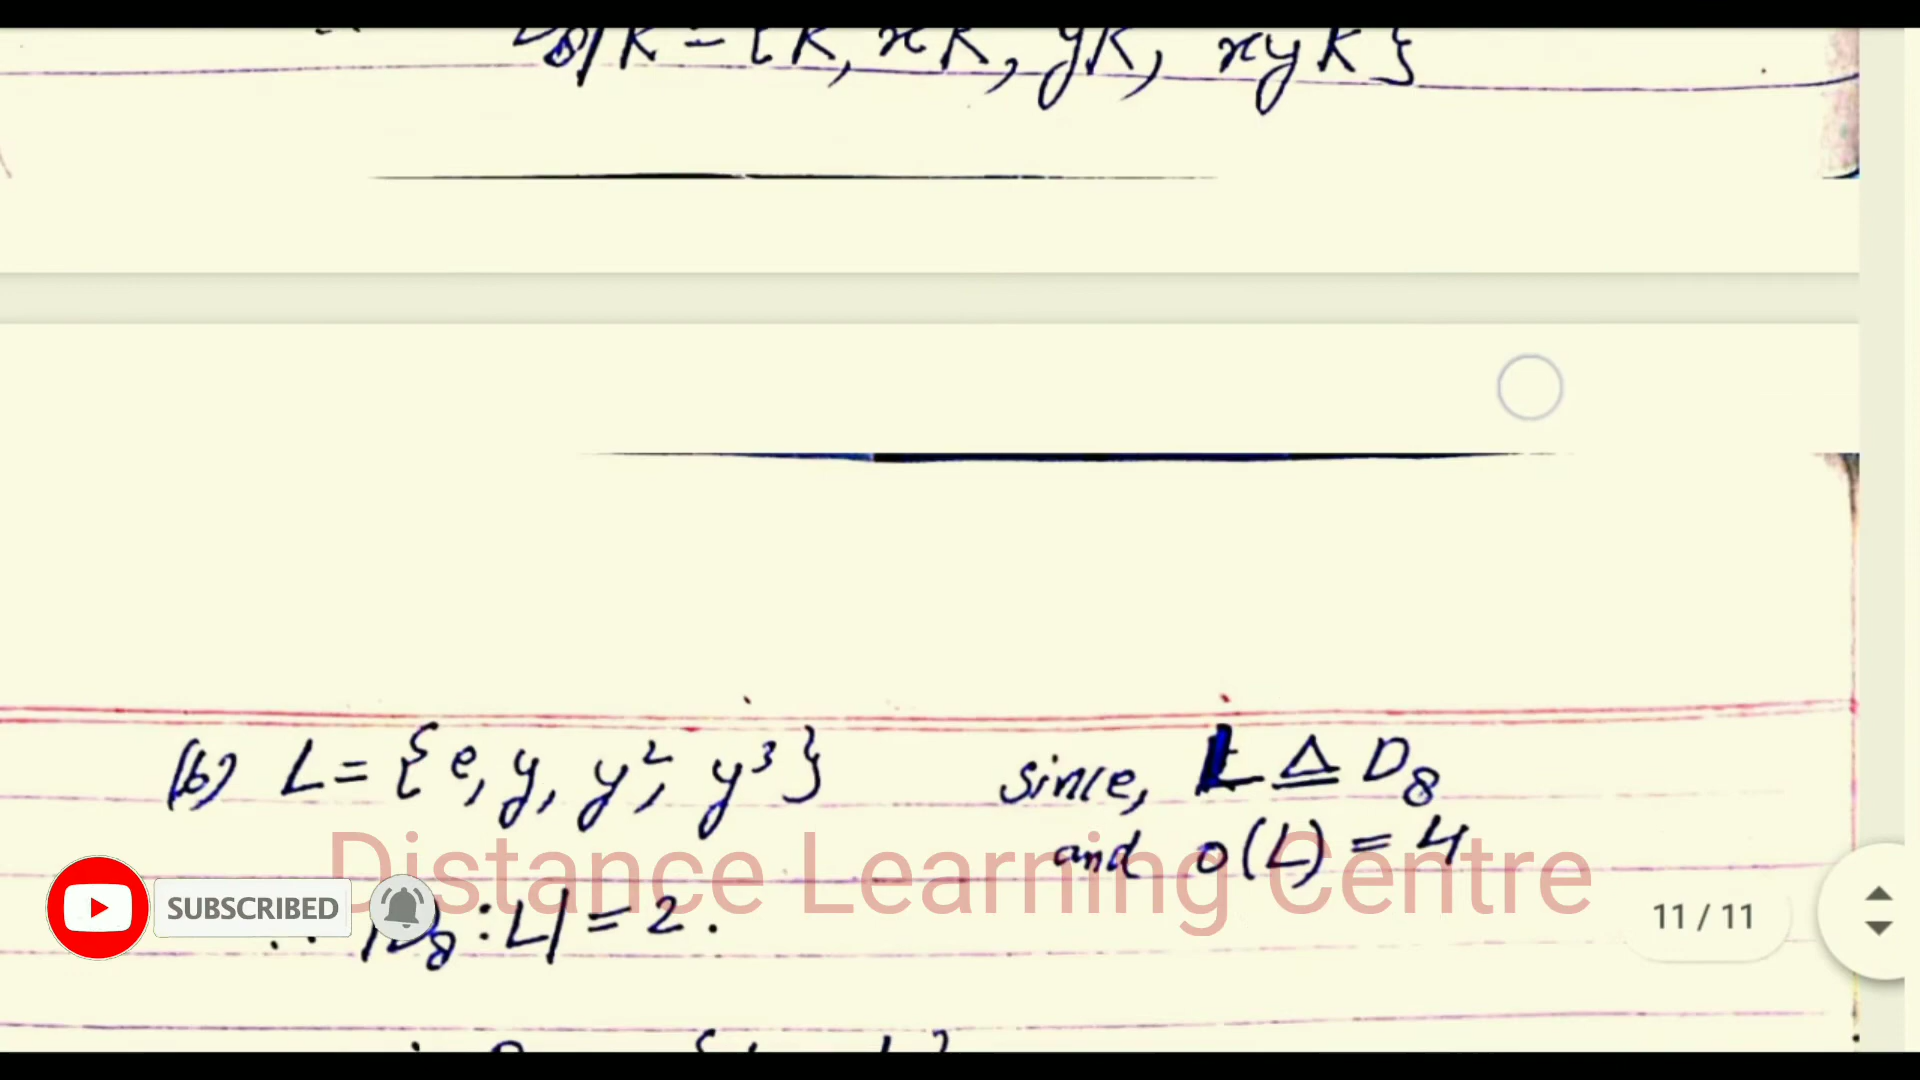 D₈/K = {K, xK, yK, xyK}
(b) L = {e, y, y², y³} since, L ⊴ D₈
and o(L) = 4
Distance Learning Centre
SUBSCRIBED
∴ |D₈ : L| = 2.
11 / 11